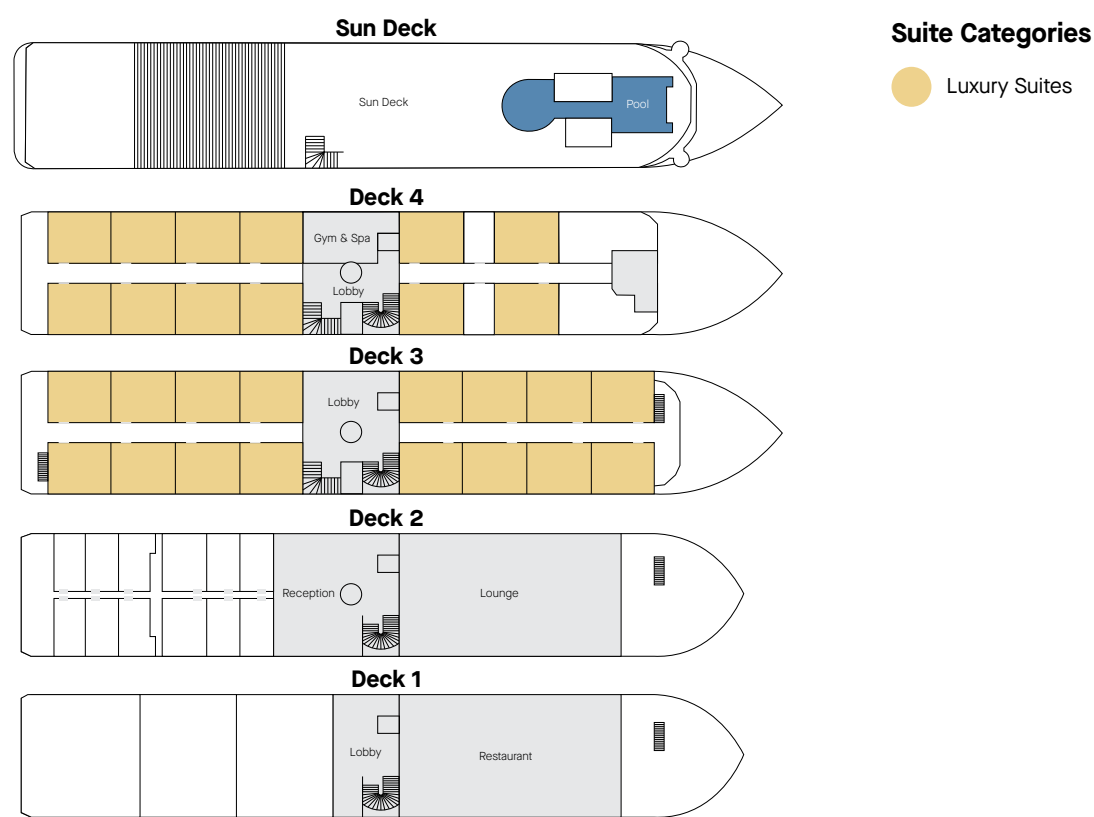 Sun Deck
Suite Categories
Luxury Suites
Sun Deck
Pool
Deck 4
Gym & Spa
Lobby
Deck 3
Lobby
Deck 2
Reception
Lounge
Deck 1
Lobby
Restaurant